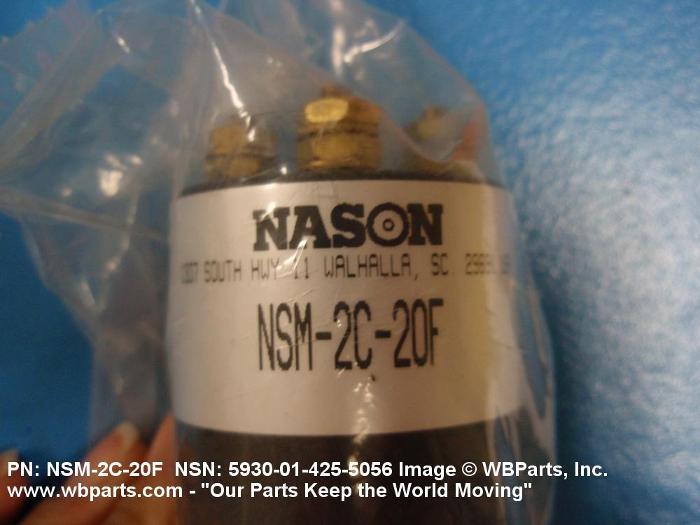 NASON
SOUTH HWY 11 WALHALLA, SC
NSM-2C-20F
PN: NSM-2C-20F NSN: 5930-01-425-5056 Image © WBParts, Inc.
www.wbparts.com - "Our Parts Keep the World Moving"